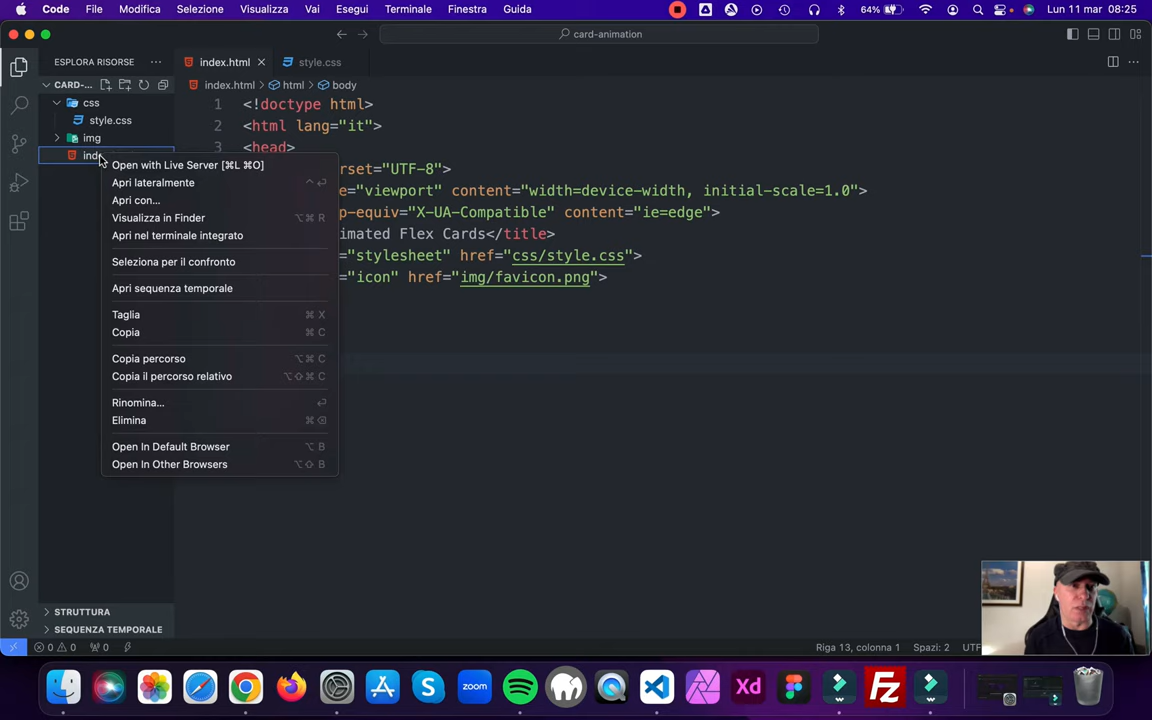 Code File Modifica Selezione Visualizza Vai Esegui Terminale Finestra Guida 64% Lun 11 mar 08:25
card-animation
ESPLORA RISORSE
index.html
style.css
CARD-...
index.html > html > body
css
style.css
img
1 <!doctype html>
2 <html lang="it">
3 <head>
rset="UTF-8">
e="viewport" content="width=device-width, initial-scale=1.0">
p-equiv="X-UA-Compatible" content="ie=edge">
imated Flex Cards</title>
="stylesheet" href="css/style.css">
="icon" href="img/favicon.png">
Open with Live Server [⌘L ⌘O]
Apri lateralmente ^ ⏎
Apri con...
Visualizza in Finder ⌥⌘ R
Apri nel terminale integrato
Seleziona per il confronto
Apri sequenza temporale
Taglia ⌘ X
Copia ⌘ C
Copia percorso ⌥⌘ C
Copia il percorso relativo ⌥⇧⌘ C
Rinomina... ⏎
Elimina ⌘ ⌫
Open In Default Browser ⌥ B
Open In Other Browsers ⌥⇧ B
STRUTTURA
SEQUENZA TEMPORALE
0 0 0
Riga 13, colonna 1 Spazi: 2
zoom Xd Fz